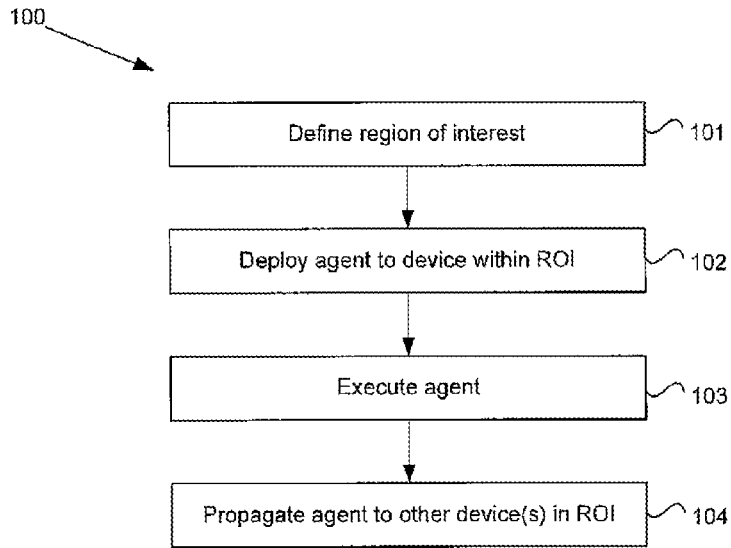 100
Define region of interest
101
Deploy agent to device within ROI
102
Execute agent
103
Propagate agent to other device(s) in ROI
104